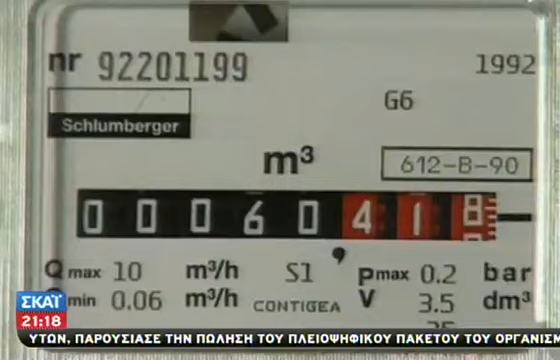 nr 92201199 1992
G6
Schlumberger
m³
612-B-90
0 0 0 6 0 4 1 8
Q max 10 m³/h S1 Pmax 0.2 bar
min 0.06 m³/h CONTIGEA V 3.5 dm³
ΣΚΑΪ
21:18
ΥΤΩΝ, ΠΑΡΟΥΣΙΑΣΕ ΤΗΝ ΠΩΛΗΣΗ ΤΟΥ ΠΛΕΙΟΨΗΦΙΚΟΥ ΠΑΚΕΤΟΥ ΤΟΥ ΟΡΓΑΝΙΣ